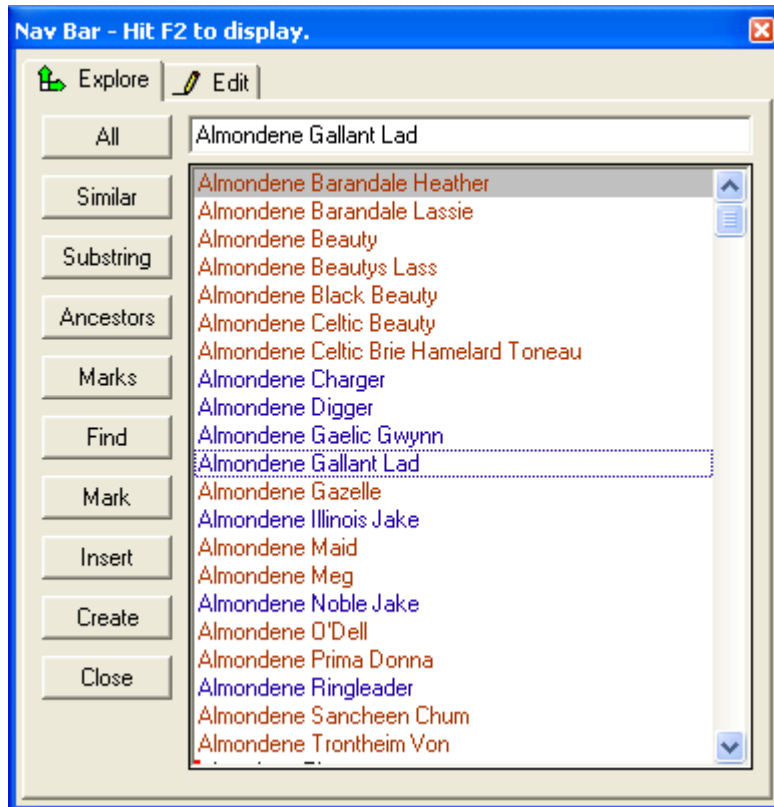 Nav Bar - Hit F2 to display.
Explore
Edit
All
Similar
Substring
Ancestors
Marks
Find
Mark
Insert
Create
Close
Almondene Gallant Lad
Almondene Barandale Heather
Almondene Barandale Lassie
Almondene Beauty
Almondene Beautys Lass
Almondene Black Beauty
Almondene Celtic Beauty
Almondene Celtic Brie Hamelard Toneau
Almondene Charger
Almondene Digger
Almondene Gaelic Gwynn
Almondene Gallant Lad
Almondene Gazelle
Almondene Illinois Jake
Almondene Maid
Almondene Meg
Almondene Noble Jake
Almondene O'Dell
Almondene Prima Donna
Almondene Ringleader
Almondene Sancheen Chum
Almondene Trontheim Von